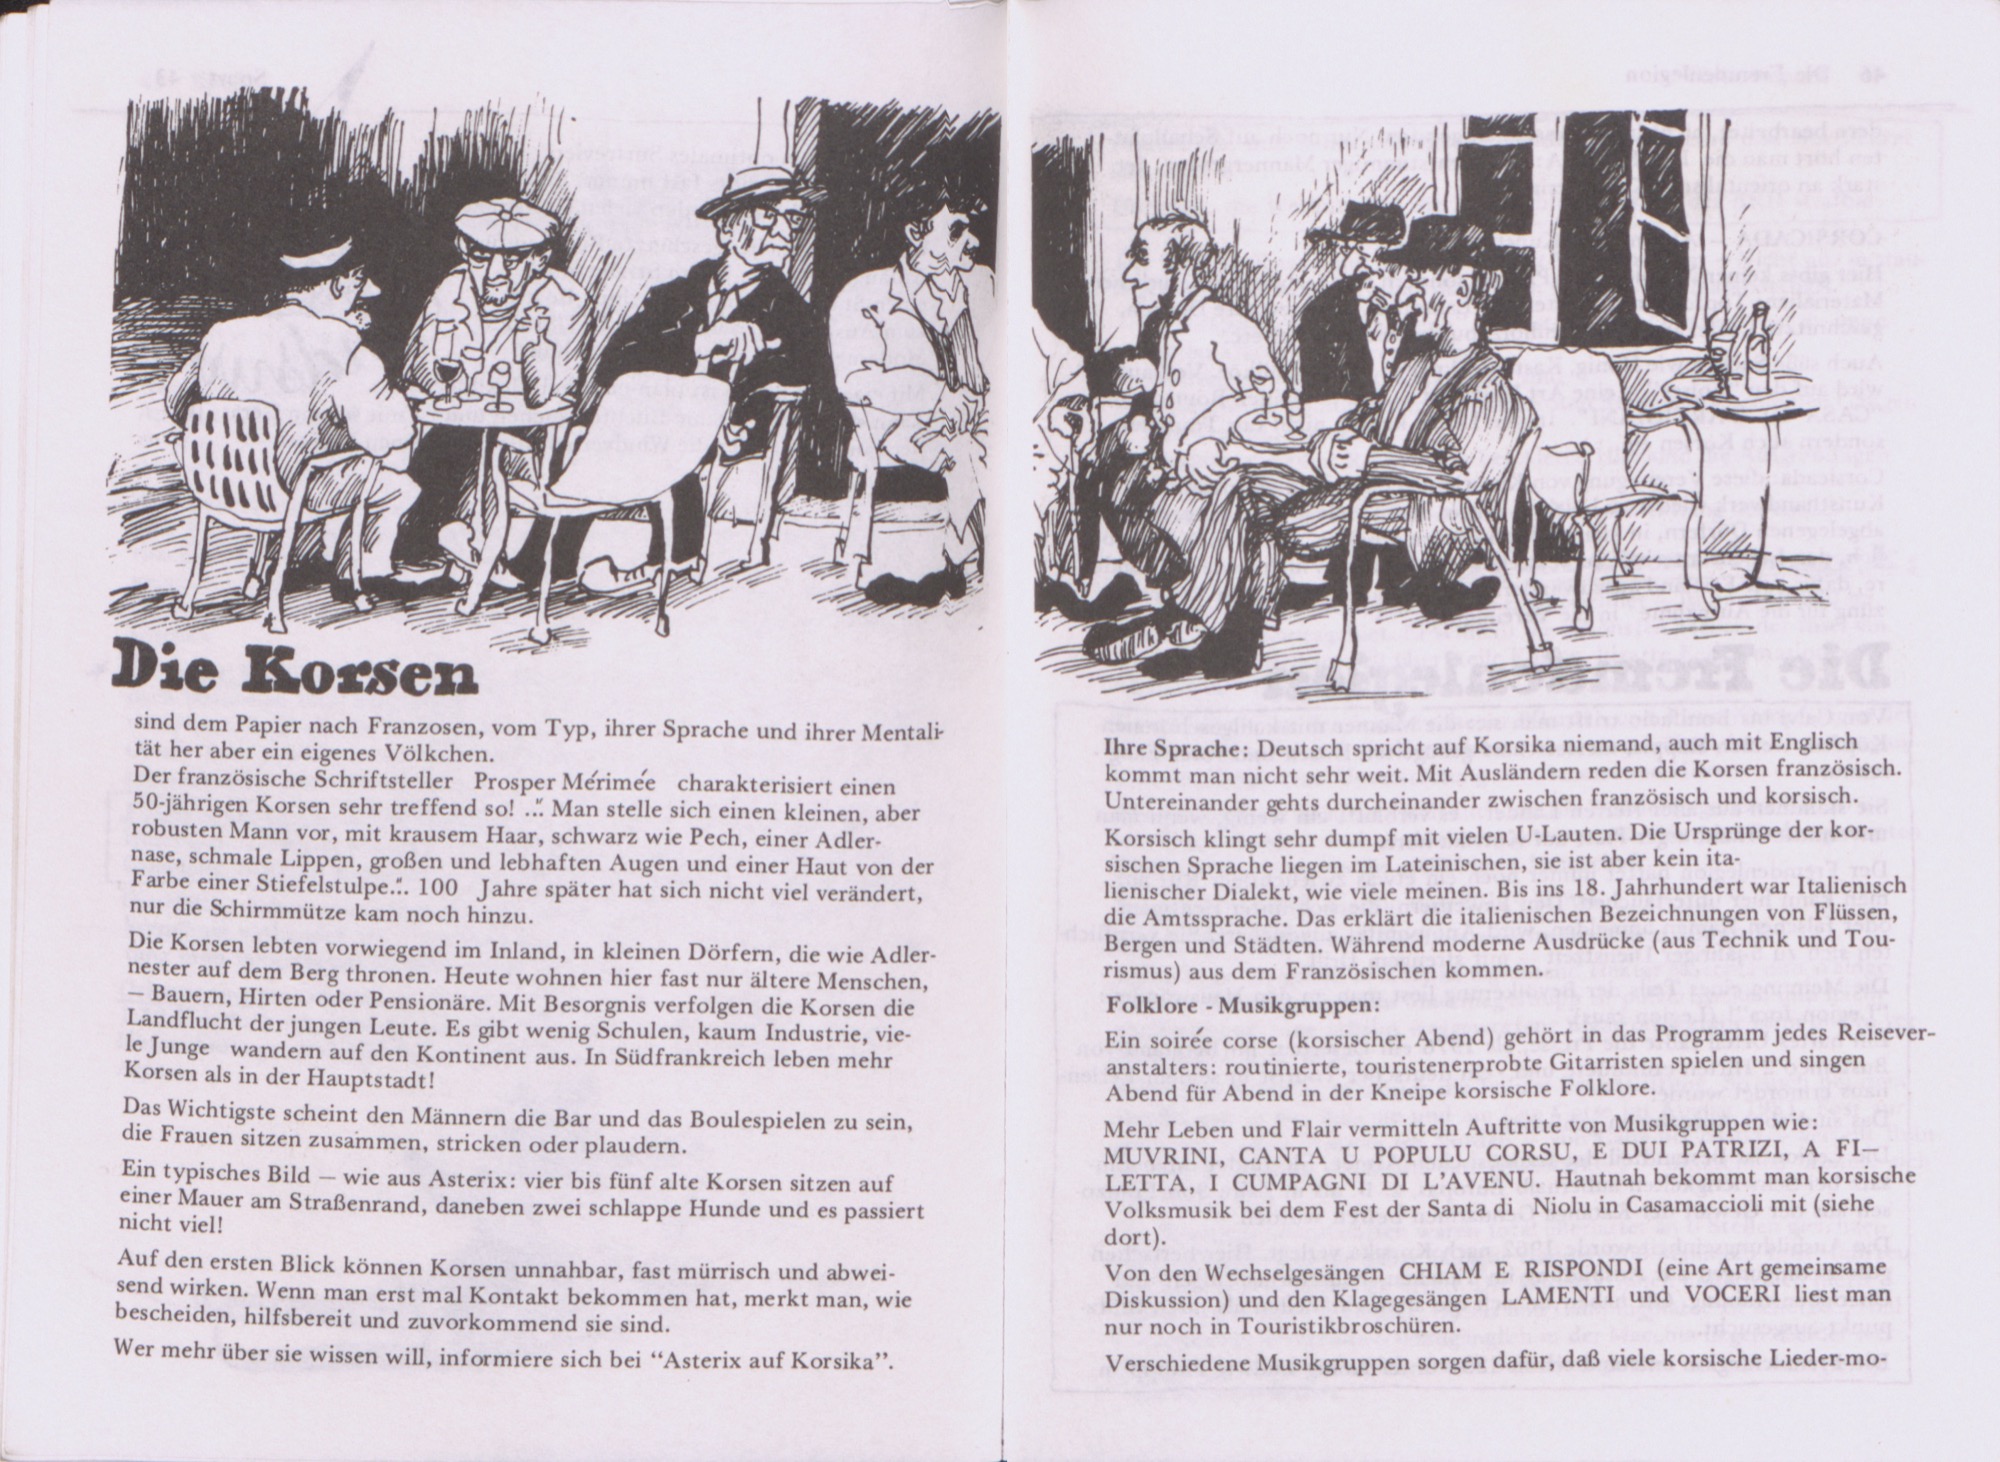 Die Korsen
sind dem Papier nach Franzosen, vom Typ, ihrer Sprache und ihrer Mentali-
tät her aber ein eigenes Völkchen.
Der französische Schriftsteller Prosper Mérimée charakterisiert einen
50-jährigen Korsen sehr treffend so! ..." Man stelle sich einen kleinen, aber
robusten Mann vor, mit krausem Haar, schwarz wie Pech, einer Adler-
nase, schmale Lippen, großen und lebhaften Augen und einer Haut von der
Farbe einer Stiefelstulpe...". 100 Jahre später hat sich nicht viel verändert,
nur die Schirmmütze kam noch hinzu.
Die Korsen lebten vorwiegend im Inland, in kleinen Dörfern, die wie Adler-
nester auf dem Berg thronen. Heute wohnen hier fast nur ältere Menschen,
— Bauern, Hirten oder Pensionäre. Mit Besorgnis verfolgen die Korsen die
Landflucht der jungen Leute. Es gibt wenig Schulen, kaum Industrie, vie-
le Junge wandern auf den Kontinent aus. In Südfrankreich leben mehr
Korsen als in der Hauptstadt!
Das Wichtigste scheint den Männern die Bar und das Boulespielen zu sein,
die Frauen sitzen zusammen, stricken oder plaudern.
Ein typisches Bild — wie aus Asterix: vier bis fünf alte Korsen sitzen auf
einer Mauer am Straßenrand, daneben zwei schlappe Hunde und es passiert
nicht viel!
Auf den ersten Blick können Korsen unnahbar, fast mürrisch und abwei-
send wirken. Wenn man erst mal Kontakt bekommen hat, merkt man, wie
bescheiden, hilfsbereit und zuvorkommend sie sind.
Wer mehr über sie wissen will, informiere sich bei “Asterix auf Korsika”.
Ihre Sprache: Deutsch spricht auf Korsika niemand, auch mit Englisch
kommt man nicht sehr weit. Mit Ausländern reden die Korsen französisch.
Untereinander gehts durcheinander zwischen französisch und korsisch.
Korsisch klingt sehr dumpf mit vielen U-Lauten. Die Ursprünge der kor-
sischen Sprache liegen im Lateinischen, sie ist aber kein ita-
lienischer Dialekt, wie viele meinen. Bis ins 18. Jahrhundert war Italienisch
die Amtssprache. Das erklärt die italienischen Bezeichnungen von Flüssen,
Bergen und Städten. Während moderne Ausdrücke (aus Technik und Tou-
rismus) aus dem Französischen kommen.
Folklore - Musikgruppen:
Ein soirée corse (korsischer Abend) gehört in das Programm jedes Reisever-
anstalters: routinierte, touristenerprobte Gitarristen spielen und singen
Abend für Abend in der Kneipe korsische Folklore.
Mehr Leben und Flair vermitteln Auftritte von Musikgruppen wie:
MUVRINI, CANTA U POPULU CORSU, E DUI PATRIZI, A FI—
LETTA, I CUMPAGNI DI L'AVENU. Hautnah bekommt man korsische
Volksmusik bei dem Fest der Santa di Niolu in Casamaccioli mit (siehe
dort).
Von den Wechselgesängen CHIAM E RISPONDI (eine Art gemeinsame
Diskussion) und den Klagegesängen LAMENTI und VOCERI liest man
nur noch in Touristikbroschüren.
Verschiedene Musikgruppen sorgen dafür, daß viele korsische Lieder-mo-